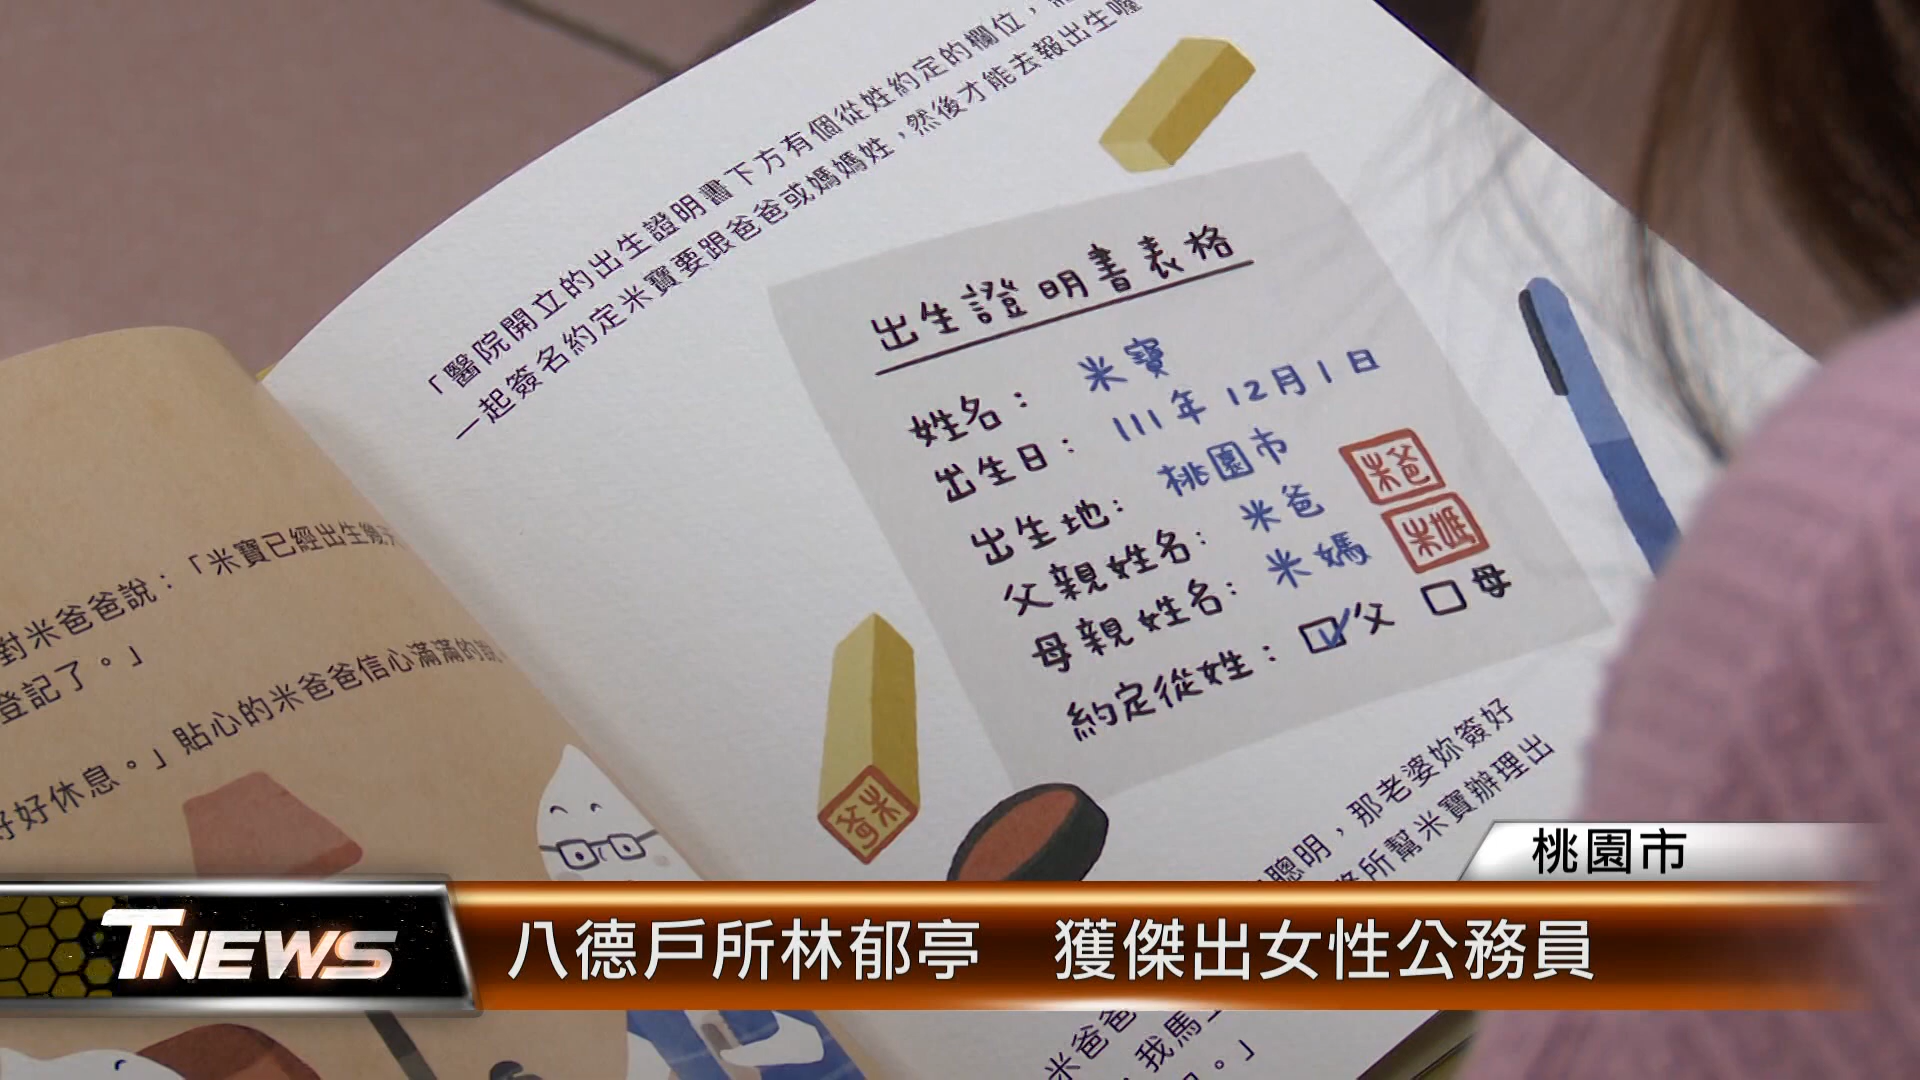 「醫院開立的出生證明書下方有個從姓約定的欄位，
一起簽名約定米寶要跟爸爸或媽媽姓，然後才能去報出生喔
出生證明書表格
姓名： 米寶
出生日： 111年12月1日
出生地： 桃園市
父親姓名： 米爸 米爸
母親姓名： 米媽 米媽
約定從姓： ☑父 □母
對米爸爸說：「米寶已經出生幾天
登記了。」
好好休息。」貼心的米爸爸信心滿滿的說
米爸
聰明，那老婆妳簽好
所幫米寶辦理出
桃園市
TNEWS
八德戶所林郁亭 獲傑出女性公務員
米爸爸
，我馬上
。」